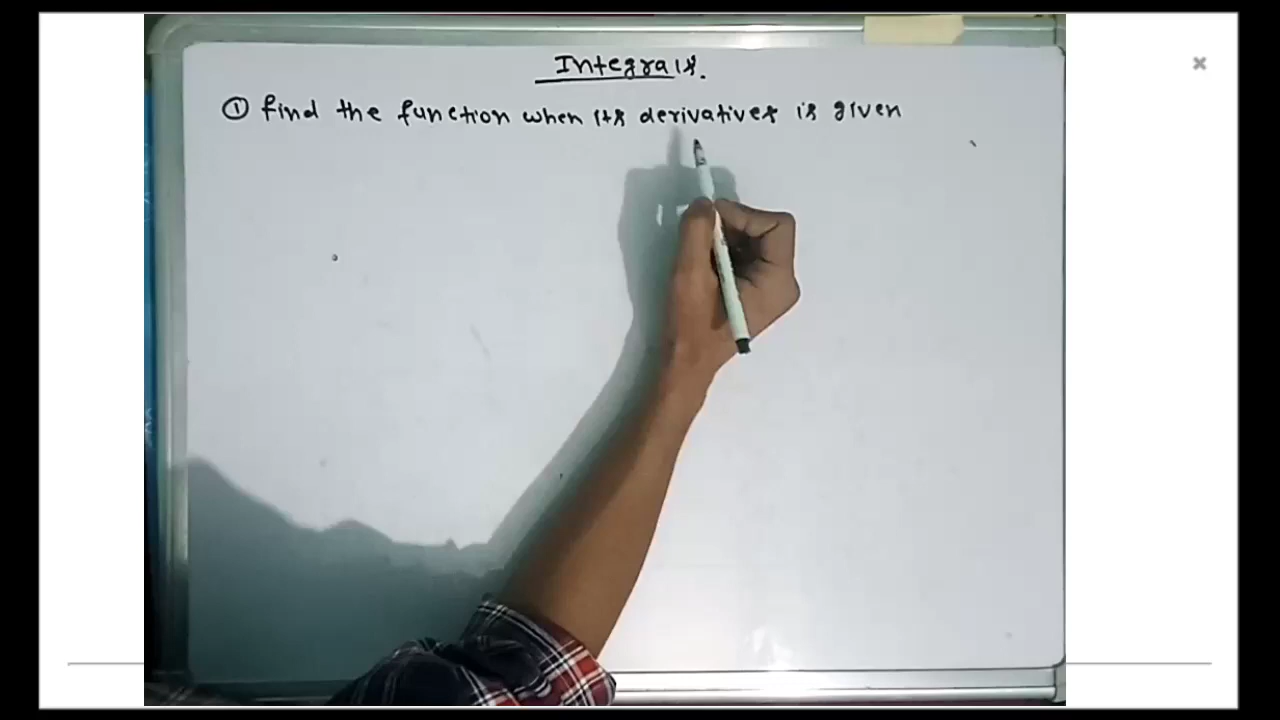 Integrals.
① find the function when its derivatives is given